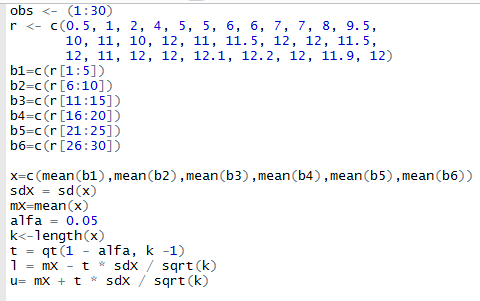 obs <- (1:30)
r <- c(0.5, 1, 2, 4, 5, 5, 6, 6, 7, 7, 8, 9.5,
10, 11, 10, 12, 11, 11.5, 12, 12, 11.5,
12, 11, 12, 12, 12.1, 12.2, 12, 11.9, 12)
b1=c(r[1:5])
b2=c(r[6:10])
b3=c(r[11:15])
b4=c(r[16:20])
b5=c(r[21:25])
b6=c(r[26:30])
x=c(mean(b1),mean(b2),mean(b3),mean(b4),mean(b5),mean(b6))
sdX = sd(x)
mX=mean(x)
alfa = 0.05
k<-length(x)
t = qt(1 - alfa, k -1)
l = mX - t * sdX / sqrt(k)
u= mX + t * sdX / sqrt(k)